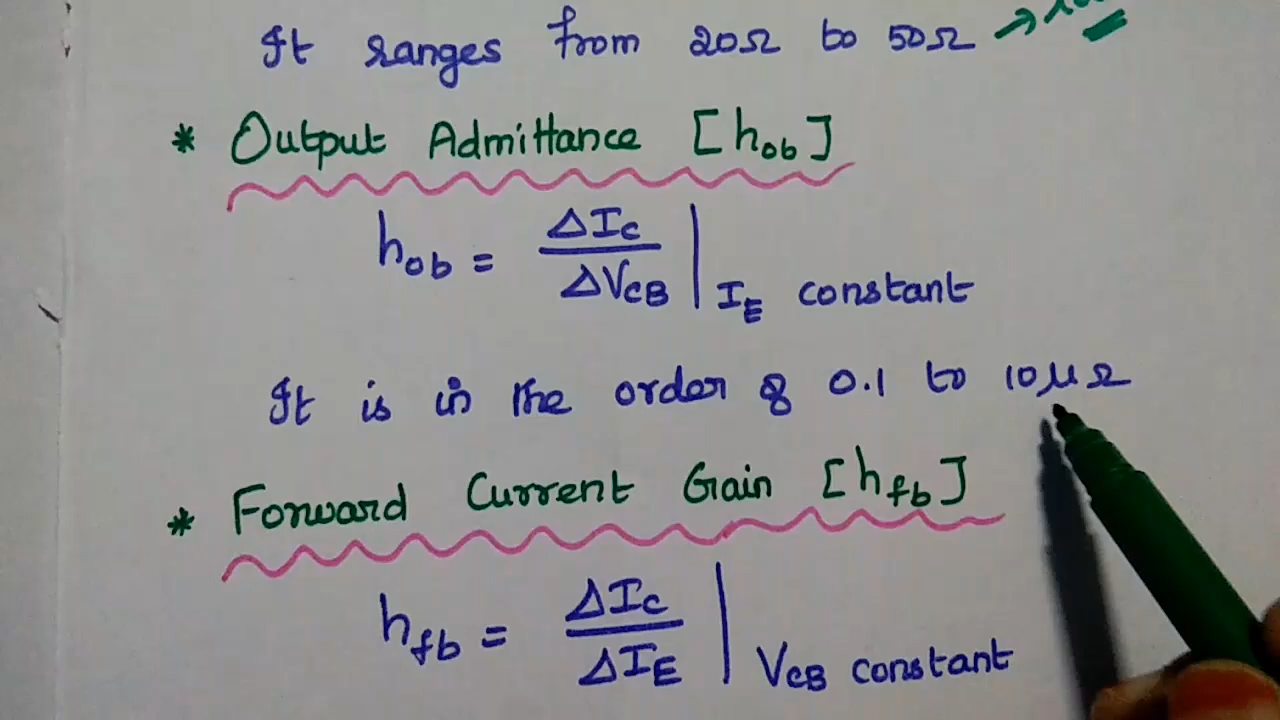 It ranges from 20Ω to 50Ω →
* Output Admittance [hob]
hob = ΔIC / ΔVCB | IE constant
It is in the order of 0.1 to 10μΩ
* Forward Current Gain [hfb]
hfb = ΔIC / ΔIE | VCB constant